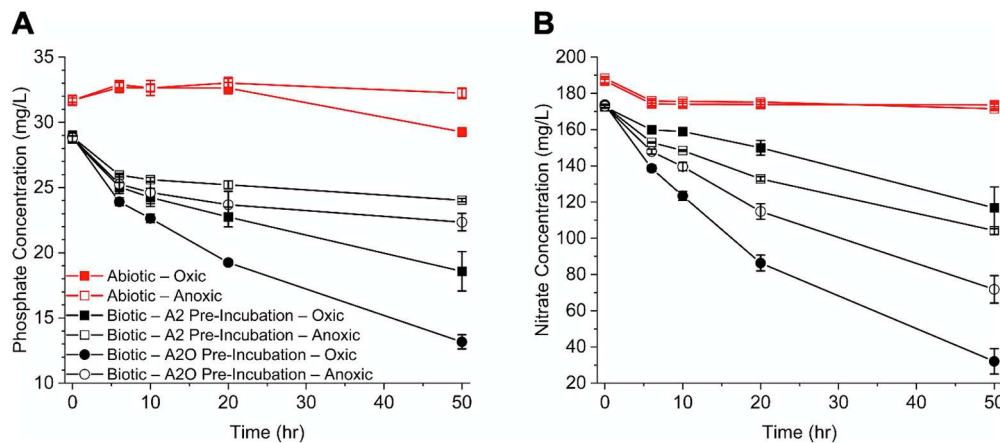 A
B
Phosphate Concentration (mg/L)
35
30
25
20
15
10
Abiotic – Oxic
Abiotic – Anoxic
Biotic – A2 Pre-Incubation – Oxic
Biotic – A2 Pre-Incubation – Anoxic
Biotic – A2O Pre-Incubation – Oxic
Biotic – A2O Pre-Incubation – Anoxic
0 10 20 30 40 50
Time (hr)
Nitrate Concentration (mg/L)
200
180
160
140
120
100
80
60
40
20
0 10 20 30 40 50
Time (hr)